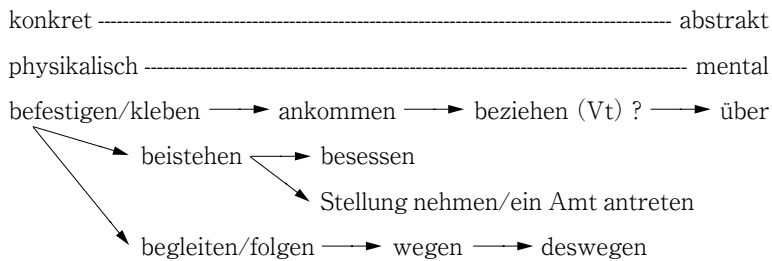 konkret ---------- abstrakt
physikalisch ---------- mental
befestigen/kleben → ankommen → beziehen (Vt) ? → über
beistehen → besessen
Stellung nehmen/ein Amt antreten
begleiten/folgen → wegen → deswegen